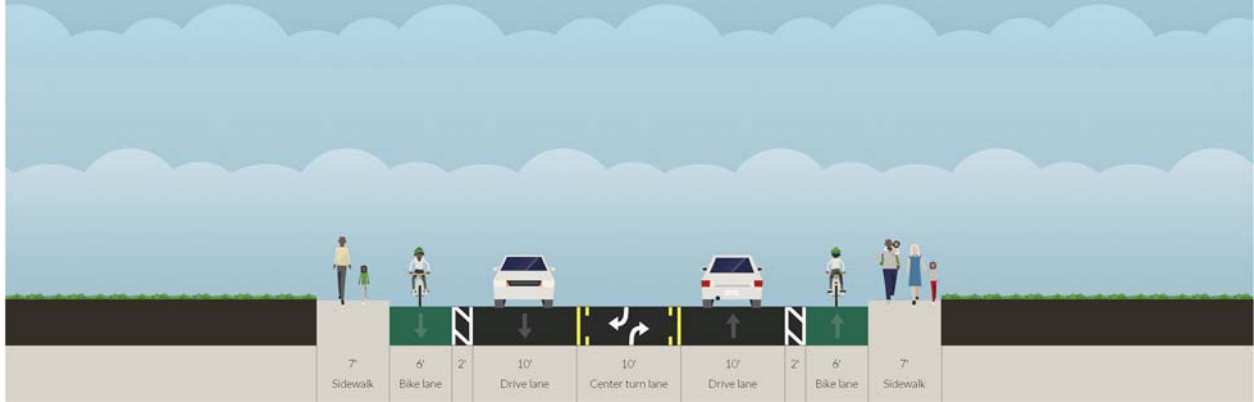 7' 6' 2' 10' 10' 10' 2' 6' 7'
Sidewalk Bike lane Drive lane Center turn lane Drive lane Bike lane Sidewalk